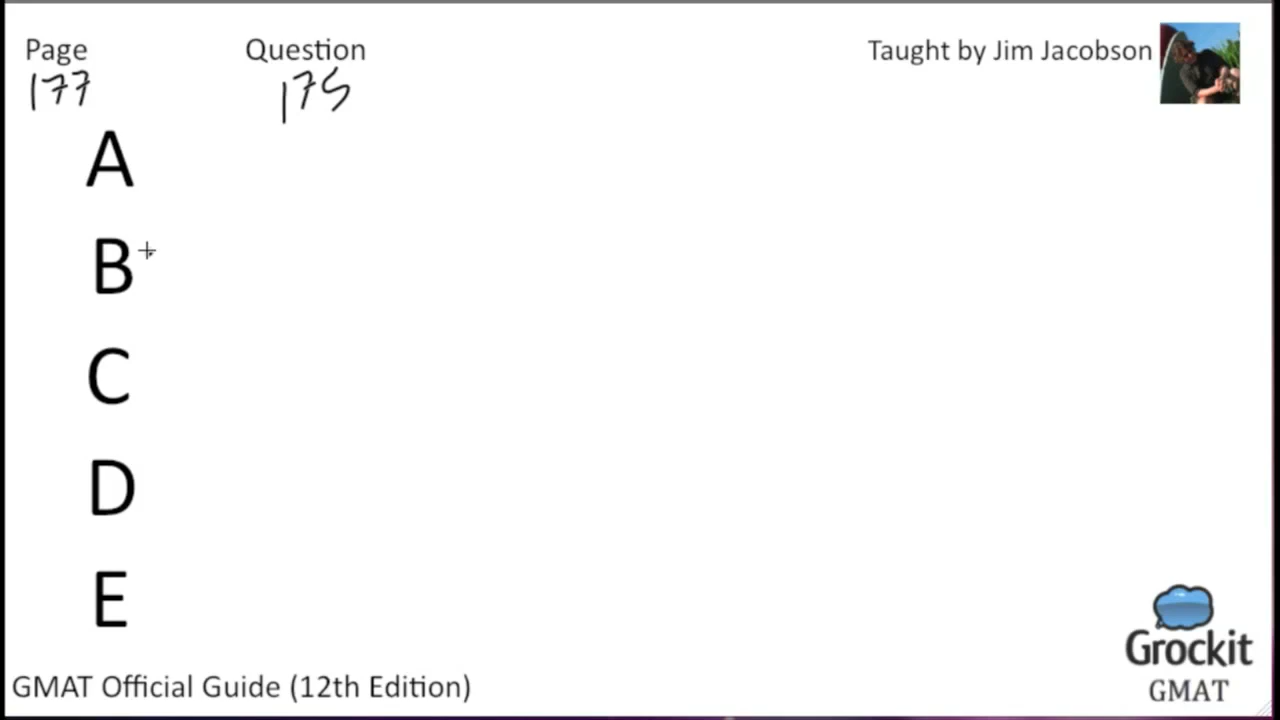 Page Question Taught by Jim Jacobson
177 175
A
B
C
D
E
Grockit
GMAT
GMAT Official Guide (12th Edition)